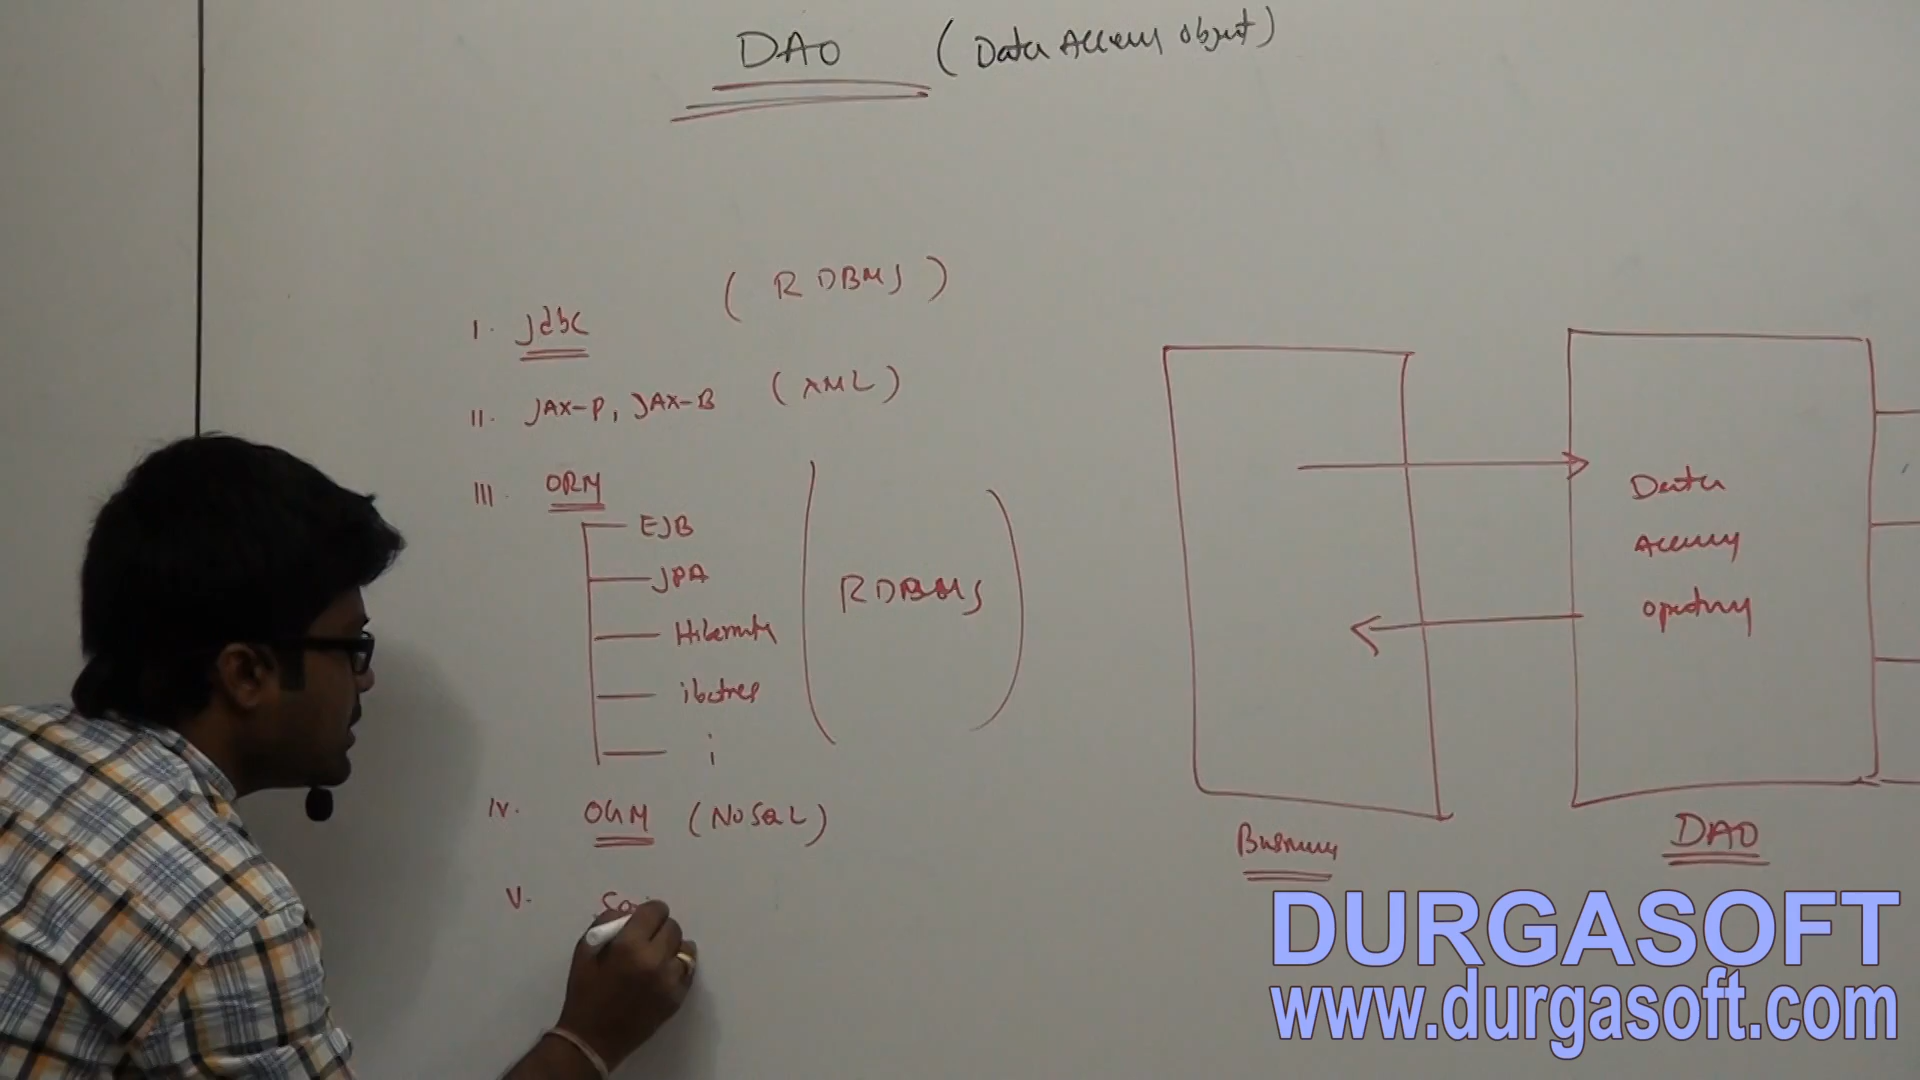 DAO (Data Access Object)
I. Jdbc (RDBMS)
II. JAX-P, JAX-B (XML)
III. ORM
EJB
JPA
Hibernate
ibatis
RDBMS
IV. OGM (NoSQL)
V.
Data
Access
Business
DAO
DURGASOFT
www.durgasoft.com